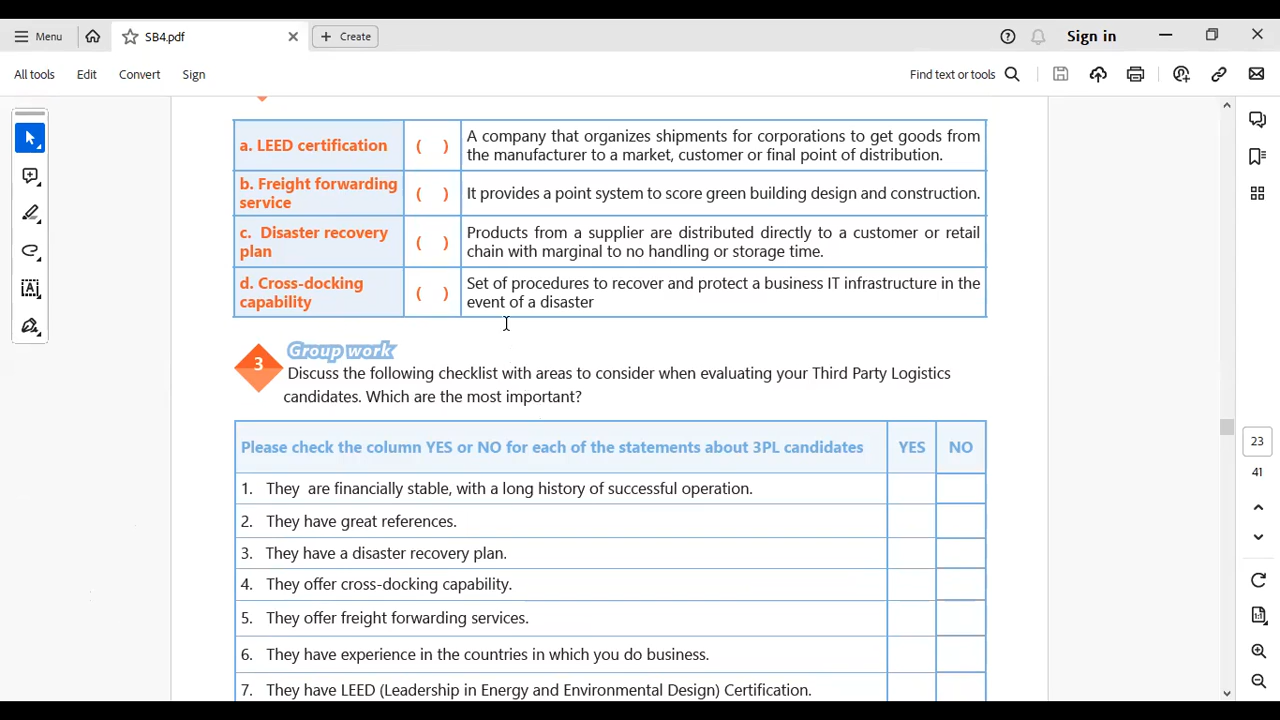 Menu
SB4.pdf
Create
Sign in
All tools
Edit
Convert
Sign
Find text or tools
a. LEED certification
( )
A company that organizes shipments for corporations to get goods from
the manufacturer to a market, customer or final point of distribution.
b. Freight forwarding
service
( )
It provides a point system to score green building design and construction.
c. Disaster recovery
plan
( )
Products from a supplier are distributed directly to a customer or retail
chain with marginal to no handling or storage time.
d. Cross-docking
capability
( )
Set of procedures to recover and protect a business IT infrastructure in the
event of a disaster
3
Group work
Discuss the following checklist with areas to consider when evaluating your Third Party Logistics
candidates. Which are the most important?
Please check the column YES or NO for each of the statements about 3PL candidates
YES
NO
1. They are financially stable, with a long history of successful operation.
2. They have great references.
3. They have a disaster recovery plan.
4. They offer cross-docking capability.
5. They offer freight forwarding services.
6. They have experience in the countries in which you do business.
7. They have LEED (Leadership in Energy and Environmental Design) Certification.
23
41